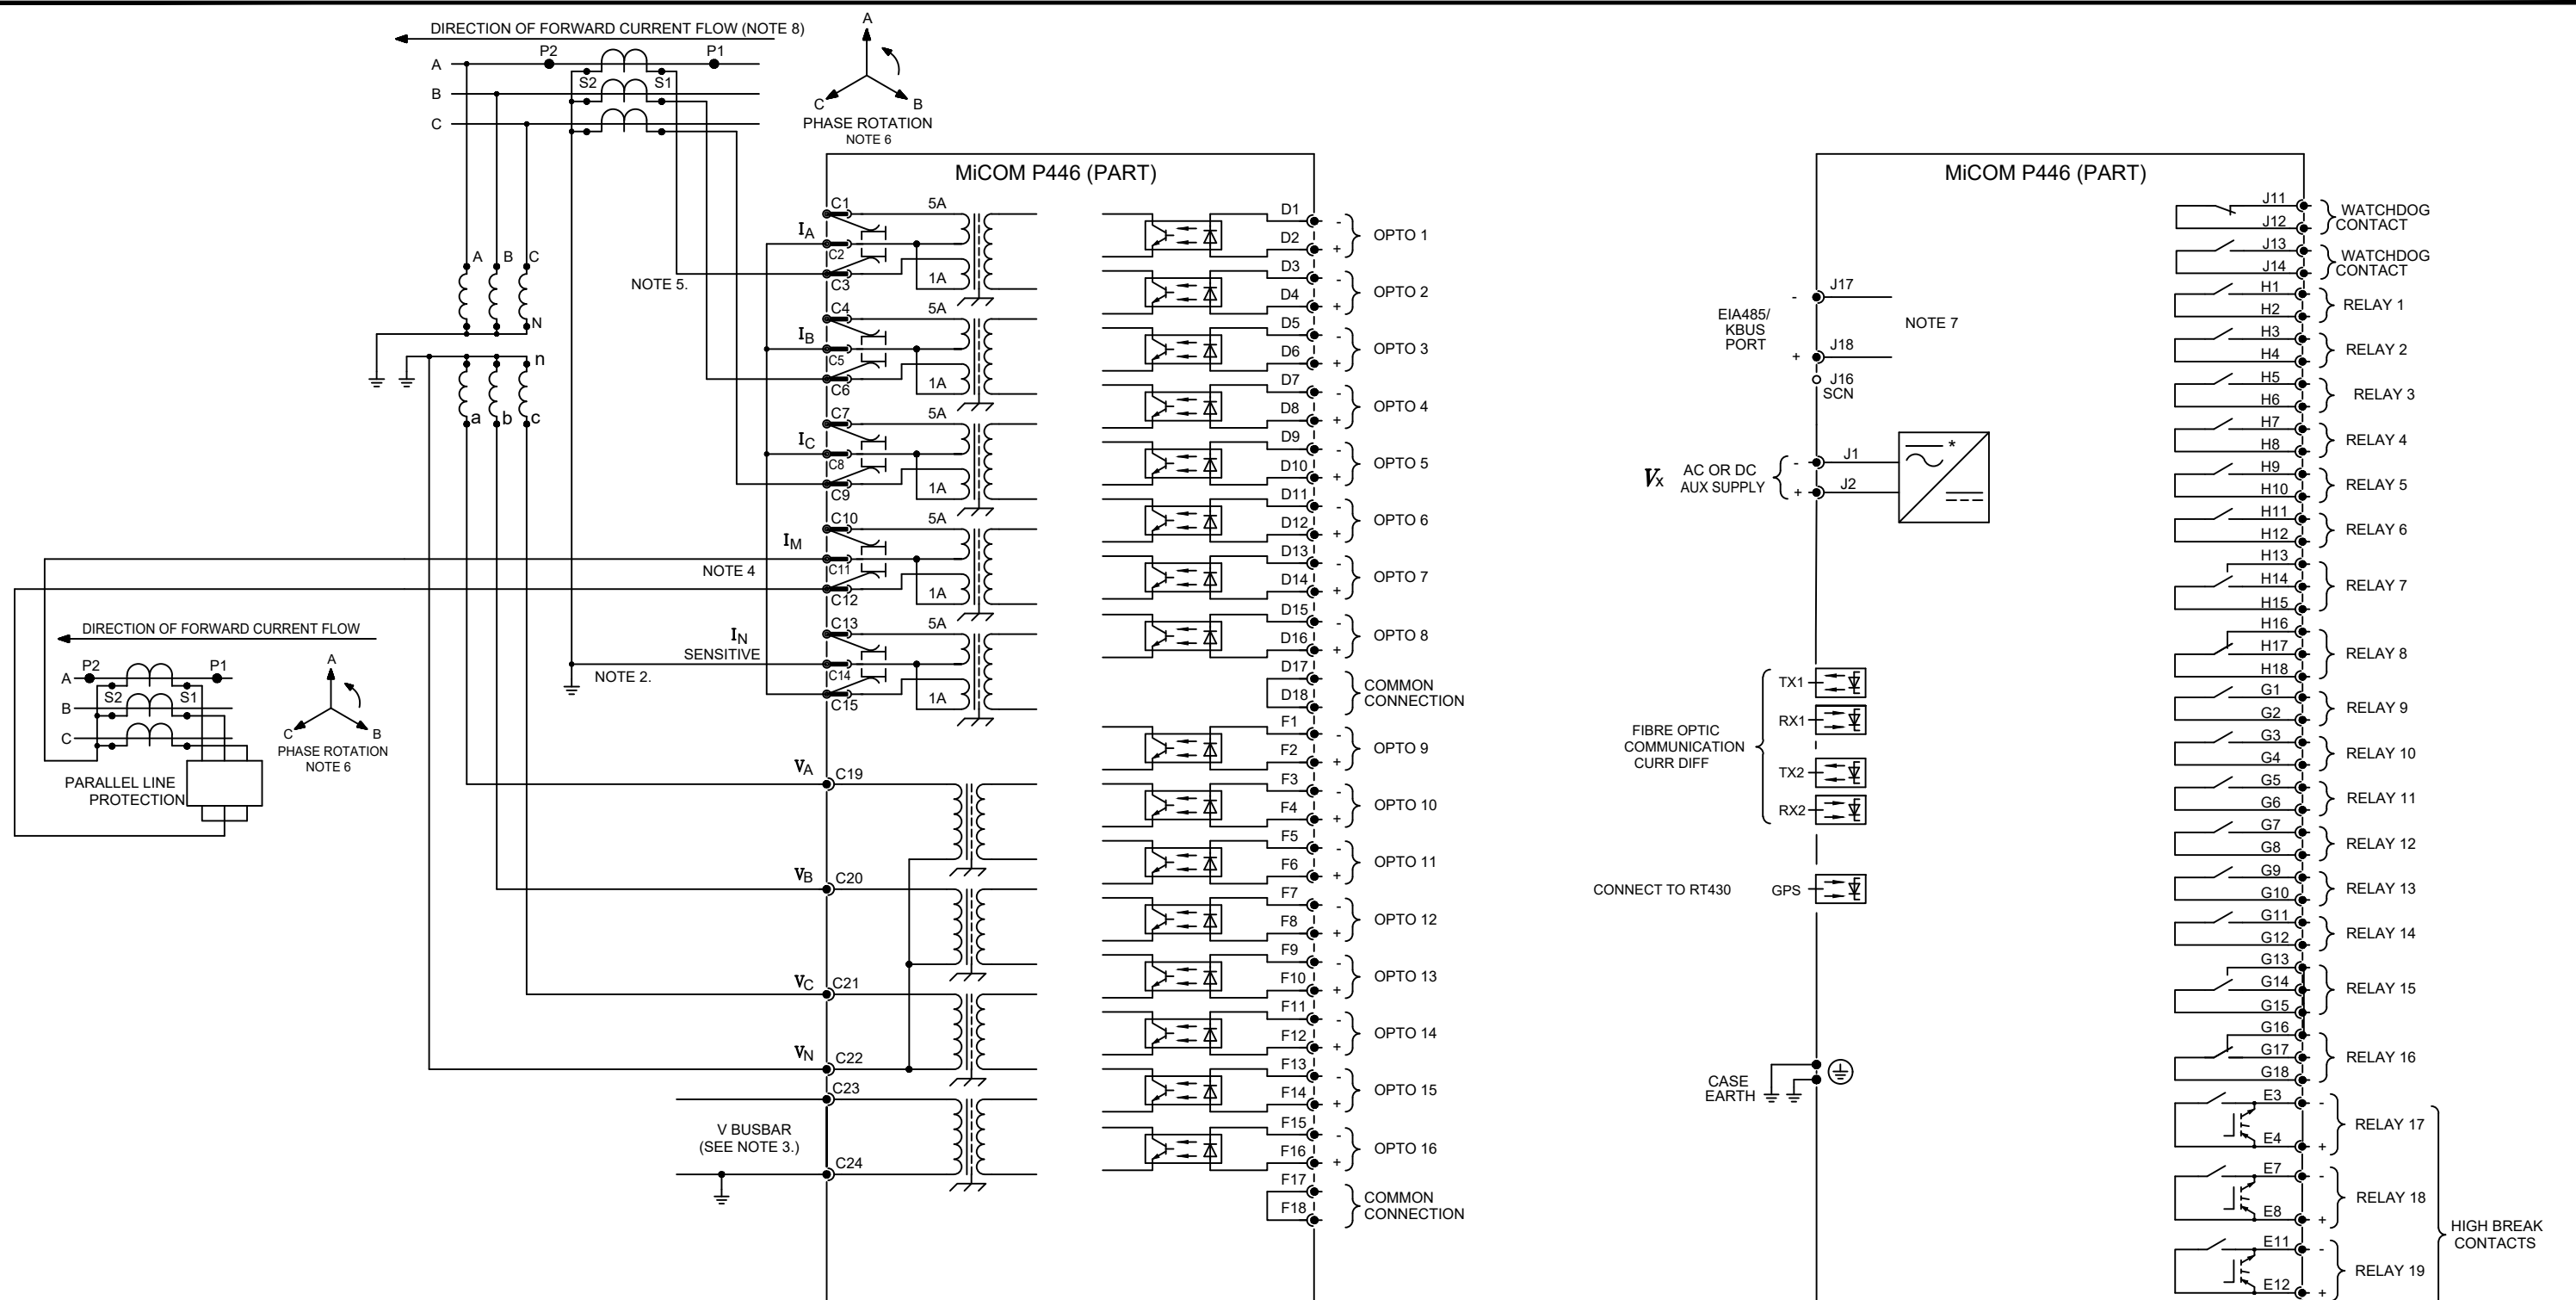 DIRECTION OF FORWARD CURRENT FLOW (NOTE 8)
P2
P1
A
S2
S1
B
C
A
C
B
PHASE ROTATION
NOTE 6
A
B
C
N
n
a
b
c
NOTE 5.
NOTE 4
NOTE 2.
DIRECTION OF FORWARD CURRENT FLOW
A
P2
P1
S2
S1
B
C
A
C
B
PHASE ROTATION
NOTE 6
PARALLEL LINE
PROTECTION
MiCOM P446 (PART)
C1
5A
IA
C2
1A
C3
C4
5A
IB
C5
1A
C6
C7
5A
IC
C8
1A
C9
C10
5A
IM
C11
1A
C12
C13
5A
IN
SENSITIVE
C14
1A
C15
VA
C19
VB
C20
VC
C21
VN
C22
C23
V BUSBAR
(SEE NOTE 3.)
C24
D1 -
D2 +
OPTO 1
D3 -
D4 +
OPTO 2
D5 -
D6 +
OPTO 3
D7 -
D8 +
OPTO 4
D9 -
D10 +
OPTO 5
D11 -
D12 +
OPTO 6
D13 -
D14 +
OPTO 7
D15 -
D16 +
OPTO 8
D17
D18
COMMON
CONNECTION
F1 -
F2 +
OPTO 9
F3 -
F4 +
OPTO 10
F5 -
F6 +
OPTO 11
F7 -
F8 +
OPTO 12
F9 -
F10 +
OPTO 13
F11 -
F12 +
OPTO 14
F13 -
F14 +
OPTO 15
F15 -
F16 +
OPTO 16
F17
F18
COMMON
CONNECTION
MiCOM P446 (PART)
- J17
EIA485/
KBUS
PORT
NOTE 7
+ J18
J16
SCN
Vx
AC OR DC
AUX SUPPLY
- J1
+ J2
*
FIBRE OPTIC
COMMUNICATION
CURR DIFF
TX1
RX1
TX2
RX2
CONNECT TO RT430
GPS
CASE
EARTH
J11
J12
WATCHDOG
CONTACT
J13
J14
WATCHDOG
CONTACT
H1
H2
RELAY 1
H3
H4
RELAY 2
H5
H6
RELAY 3
H7
H8
RELAY 4
H9
H10
RELAY 5
H11
H12
RELAY 6
H13
H14
H15
RELAY 7
H16
H17
H18
RELAY 8
G1
G2
RELAY 9
G3
G4
RELAY 10
G5
G6
RELAY 11
G7
G8
RELAY 12
G9
G10
RELAY 13
G11
G12
RELAY 14
G13
G14
G15
RELAY 15
G16
G17
G18
RELAY 16
E3 -
E4 +
RELAY 17
E7 -
E8 +
RELAY 18
E11 -
E12 +
RELAY 19
HIGH BREAK
CONTACTS